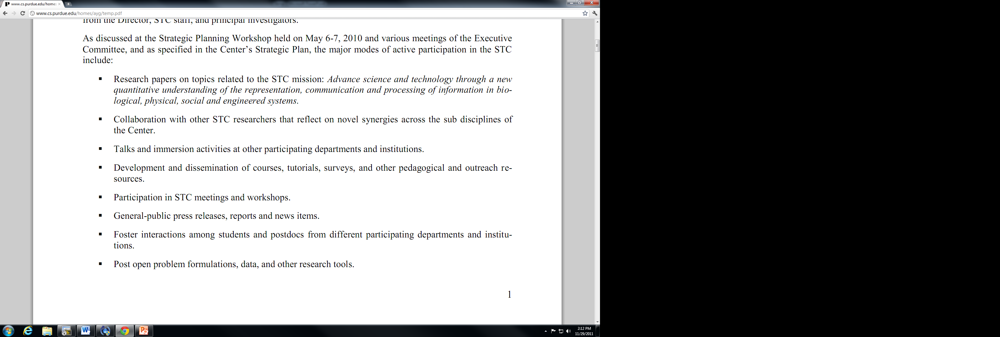 www.cs.purdue.edu/homes
www.cs.purdue.edu/homes/ayg/temp.pdf
from the Director, STC staff, and principal investigators.
As discussed at the Strategic Planning Workshop held on May 6-7, 2010 and various meetings of the Executive
Committee, and as specified in the Center’s Strategic Plan, the major modes of active participation in the STC
include:
▪ Research papers on topics related to the STC mission: Advance science and technology through a new
quantitative understanding of the representation, communication and processing of information in bio-
logical, physical, social and engineered systems.
▪ Collaboration with other STC researchers that reflect on novel synergies across the sub disciplines of
the Center.
▪ Talks and immersion activities at other participating departments and institutions.
▪ Development and dissemination of courses, tutorials, surveys, and other pedagogical and outreach re-
sources.
▪ Participation in STC meetings and workshops.
▪ General-public press releases, reports and news items.
▪ Foster interactions among students and postdocs from different participating departments and institu-
tions.
▪ Post open problem formulations, data, and other research tools.
1
2:12 PM
11/29/2011